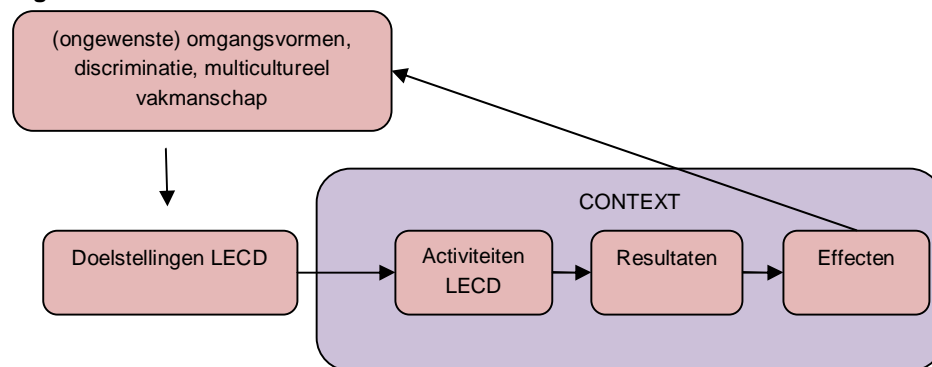 (ongewenste) omgangsvormen,
discriminatie, multicultureel
vakmanschap
CONTEXT
Doelstellingen LECD
Activiteiten
LECD
Resultaten
Effecten